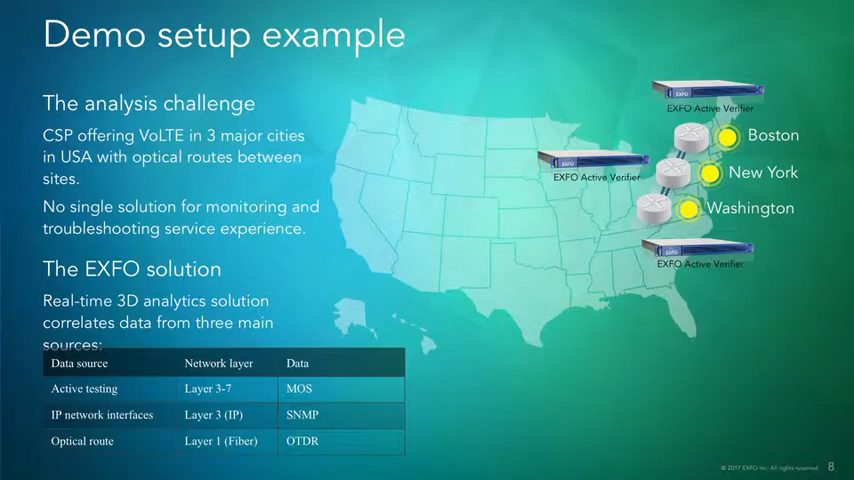 Demo setup example
The analysis challenge
CSP offering VoLTE in 3 major cities
in USA with optical routes between
sites.
No single solution for monitoring and
troubleshooting service experience.
The EXFO solution
Real-time 3D analytics solution
correlates data from three main
sources:
Data source Network layer Data
Active testing Layer 3-7 MOS
IP network interfaces Layer 3 (IP) SNMP
Optical route Layer 1 (Fiber) OTDR
EXFO
EXFO Active Verifier
Boston
EXFO
EXFO Active Verifier
New York
Washington
EXFO
EXFO Active Verifier
© 2017 EXFO Inc. All rights reserved. 8